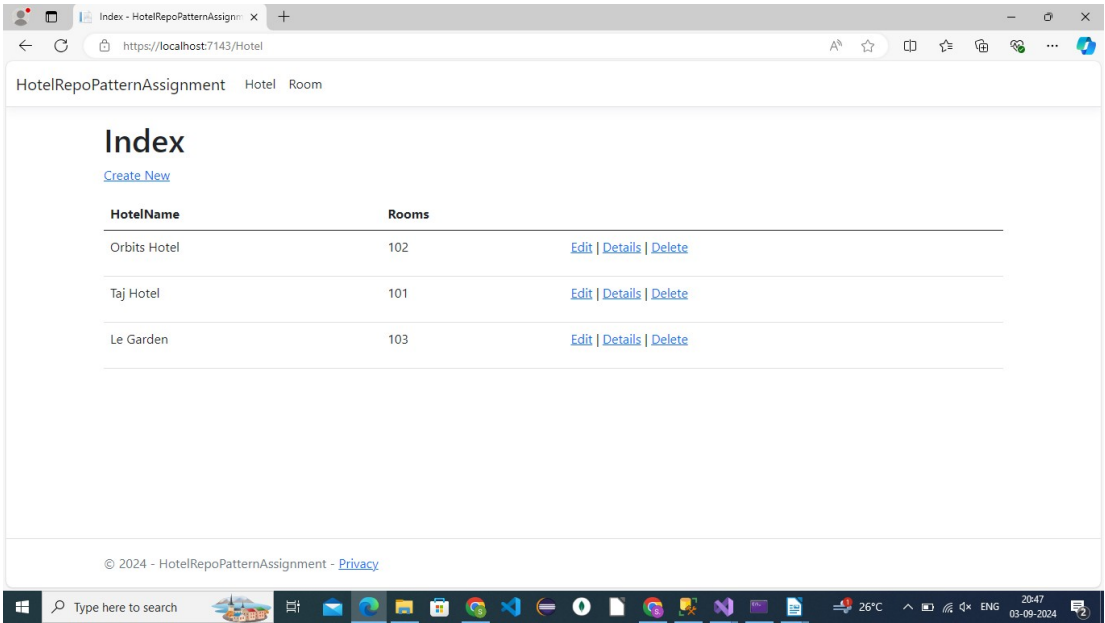 Index - HotelRepoPatternAssignm
https://localhost:7143/Hotel
HotelRepoPatternAssignment Hotel Room
Index
Create New
HotelName Rooms
Orbits Hotel 102 Edit | Details | Delete
Taj Hotel 101 Edit | Details | Delete
Le Garden 103 Edit | Details | Delete
© 2024 - HotelRepoPatternAssignment - Privacy
Type here to search 26°C ENG 20:47
03-09-2024
2